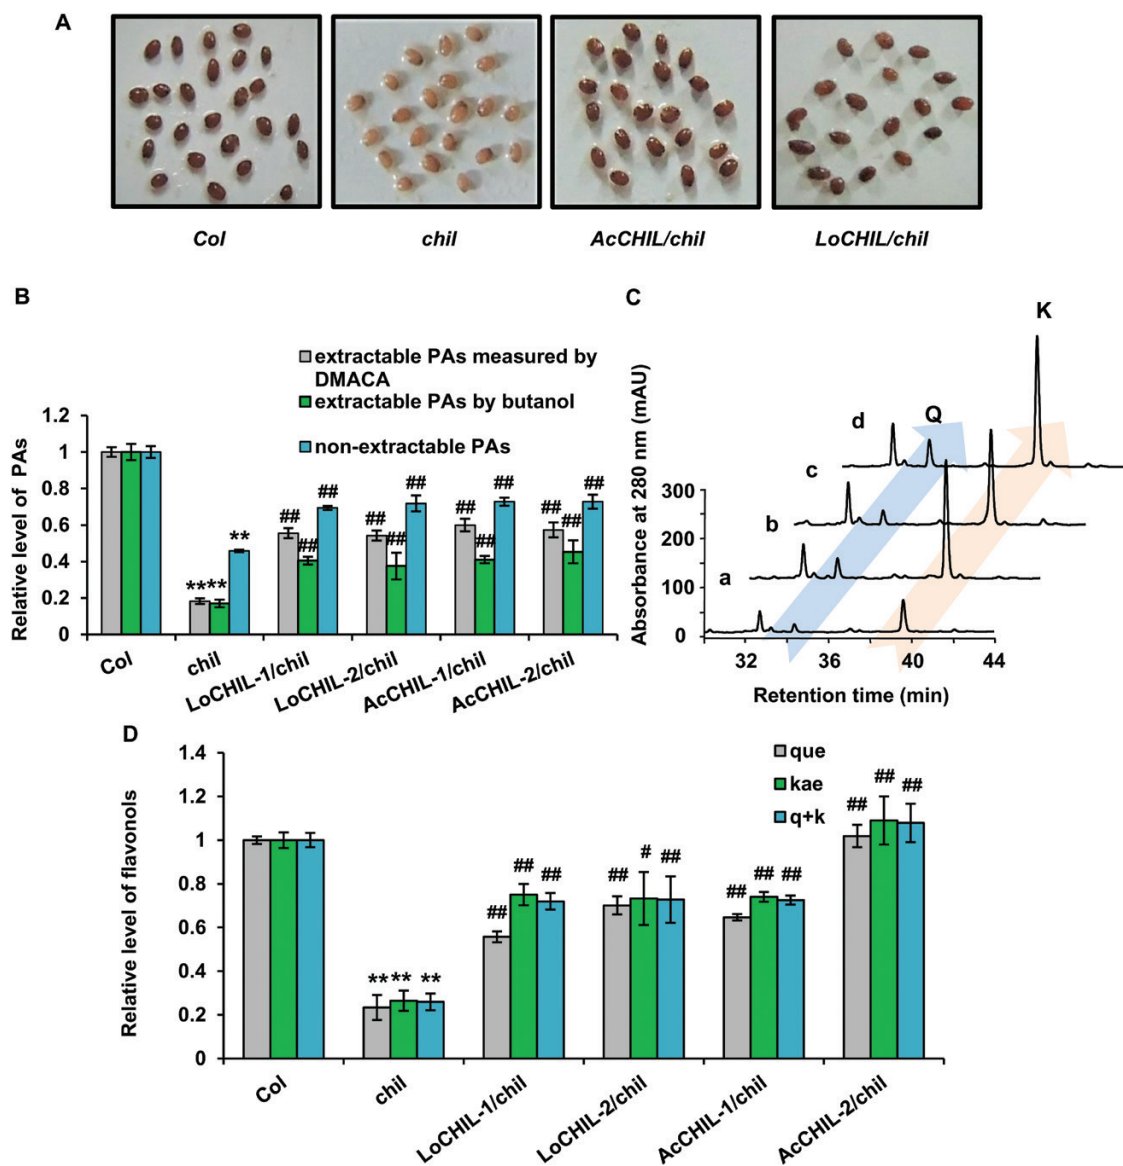 A
Col
chil
AcCHIL/chil
LoCHIL/chil
B
extractable PAs measured by
DMACA
extractable PAs by butanol
non-extractable PAs
Relative level of PAs
1.2
1
0.8
0.6
0.4
0.2
0
**
**
**
##
##
##
##
##
##
##
##
##
##
##
##
Col
chil
LoCHIL-1/chil
LoCHIL-2/chil
AcCHIL-1/chil
AcCHIL-2/chil
C
K
Q
d
c
b
a
Absorbance at 280 nm (mAU)
300
200
100
0
32
36
40
44
Retention time (min)
D
que
kae
q+k
Relative level of flavonols
1.4
1.2
1
0.8
0.6
0.4
0.2
0
**
**
**
##
##
##
##
#
##
##
##
##
##
##
##
Col
chil
LoCHIL-1/chil
LoCHIL-2/chil
AcCHIL-1/chil
AcCHIL-2/chil